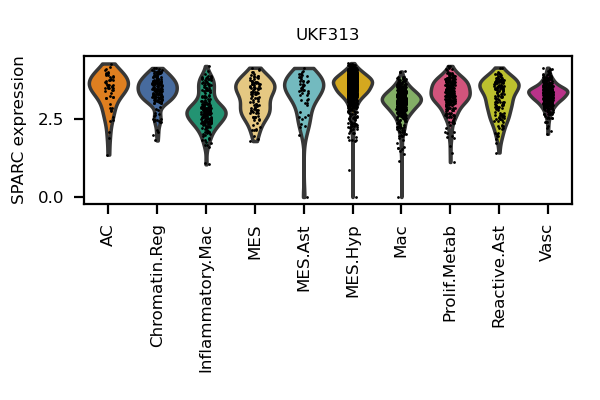 UKF313
SPARC expression
2.5
0.0
AC
Chromatin.Reg
Inflammatory.Mac
MES
MES.Ast
MES.Hyp
Mac
Prolif.Metab
Reactive.Ast
Vasc